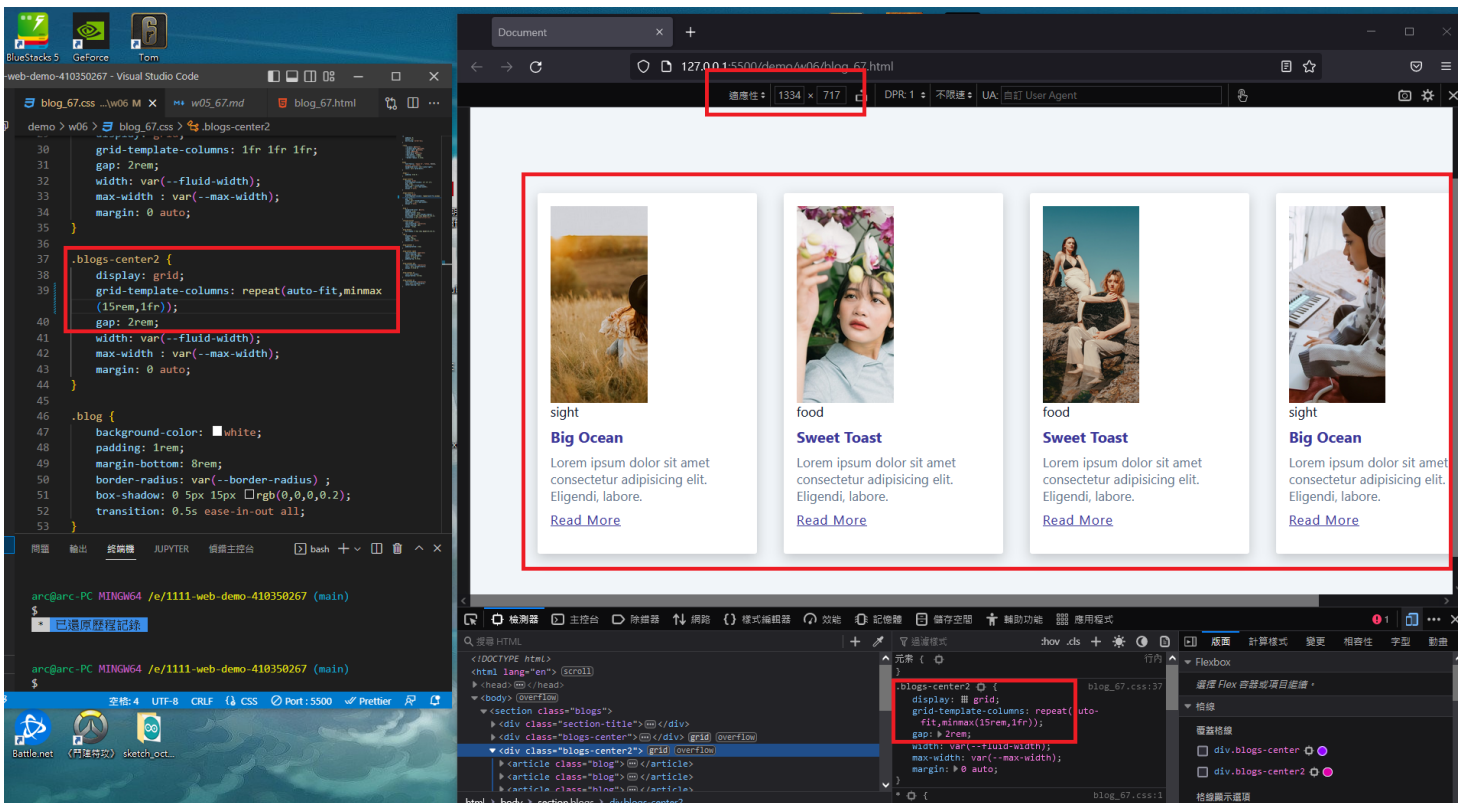 BlueStacks 5
GeForce
Tom
-web-demo-410350267 - Visual Studio Code
blog_67.css ...\w06 M
w05_67.md
blog_67.html
demo > w06 > blog_67.css > .blogs-center2
30 grid-template-columns: 1fr 1fr 1fr;
31 gap: 2rem;
32 width: var(--fluid-width);
33 max-width : var(--max-width);
34 margin: 0 auto;
35 }
36
37 .blogs-center2 {
38 display: grid;
39 grid-template-columns: repeat(auto-fit,minmax
(15rem,1fr));
40 gap: 2rem;
41 width: var(--fluid-width);
42 max-width : var(--max-width);
43 margin: 0 auto;
44 }
45
46 .blog {
47 background-color: white;
48 padding: 1rem;
49 margin-bottom: 8rem;
50 border-radius: var(--border-radius) ;
51 box-shadow: 0 5px 15px rgb(0,0,0,0.2);
52 transition: 0.5s ease-in-out all;
53 }
問題 輸出 終端機 JUPYTER 偵錯主控台 bash
arc@arc-PC MINGW64 /e/1111-web-demo-410350267 (main)
$
* 已還原歷程記錄
arc@arc-PC MINGW64 /e/1111-web-demo-410350267 (main)
$
空格: 4 UTF-8 CRLF {} CSS Port : 5500 Prettier
Battle.net
《鬥陣特攻》
sketch_oct...
Document
127.0.0.1:5500/demo/w06/blog_67.html
適應性 1334 × 717 DPR: 1 不限速 UA: 自訂 User Agent
sight
Big Ocean
Lorem ipsum dolor sit amet
consectetur adipisicing elit.
Eligendi, labore.
Read More
food
Sweet Toast
Lorem ipsum dolor sit amet
consectetur adipisicing elit.
Eligendi, labore.
Read More
food
Sweet Toast
Lorem ipsum dolor sit amet
consectetur adipisicing elit.
Eligendi, labore.
Read More
sight
Big Ocean
Lorem ipsum dolor sit amet
consectetur adipisicing elit.
Eligendi, labore.
Read More
檢測器 主控台 除錯器 網路 樣式編輯器 效能 記憶體 儲存空間 輔助功能 應用程式 1
搜尋 HTML
<!DOCTYPE html>
<html lang="en"> scroll
<head> </head>
<body> overflow
<section class="blogs">
<div class="section-title"> </div>
<div class="blogs-center"> </div> grid overflow
<div class="blogs-center2"> grid overflow
<article class="blog"> </article>
<article class="blog"> </article>
<article class="blog"> </article>
html > body > section.blogs > div.blogs-center2
過濾樣式 :hov .cls
元素 { 行內
}
.blogs-center2 { blog_67.css:37
display: grid;
grid-template-columns: repeat(auto-
fit,minmax(15rem,1fr));
gap: 2rem;
width: var(--fluid-width);
max-width: var(--max-width);
margin: 0 auto;
}
* { blog_67.css:1
版面 計算樣式 變更 相容性 字型 動畫
Flexbox
選擇 Flex 容器或項目繼續。
格線
覆蓋格線
div.blogs-center
div.blogs-center2
格線顯示選項